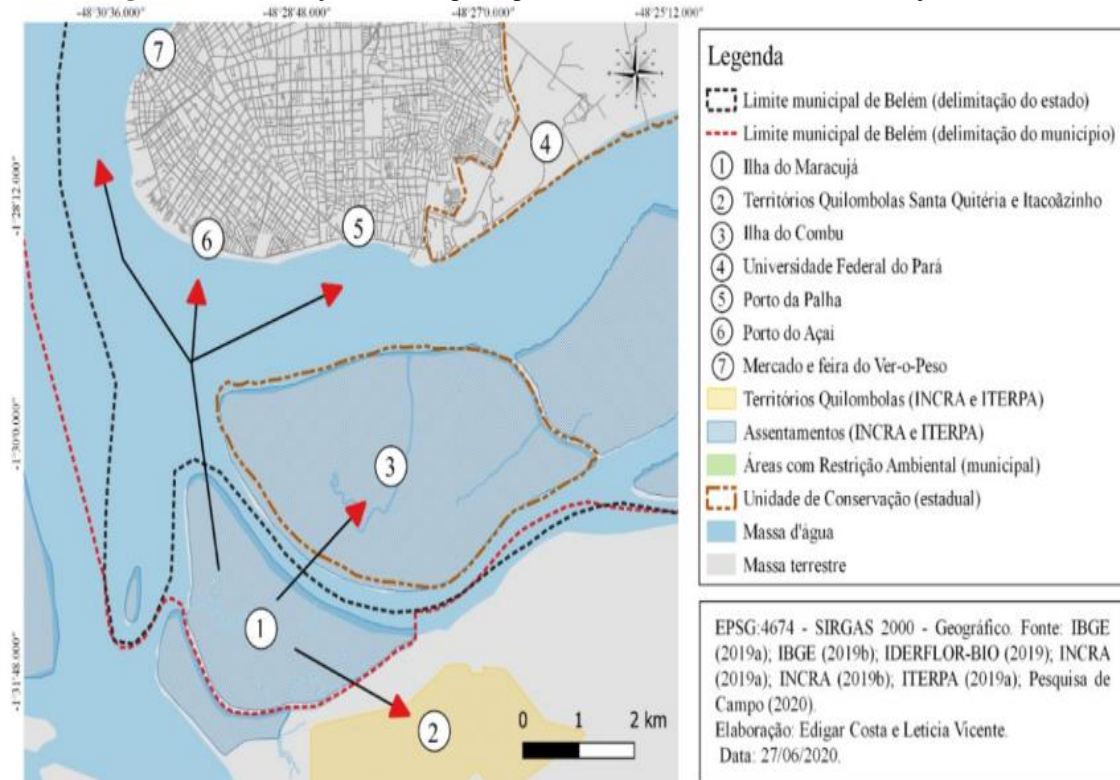 -48°30'36.000"
-48°28'48.000"
-48°27'0.000"
-48°25'12.000"
-1°28'12.000"
-1°30'0.000"
-1°31'48.000"
7
4
5
6
3
1
2
0 1 2 km
Legenda
Limite municipal de Belém (delimitação do estado)
Limite municipal de Belém (delimitação do município)
1 Ilha do Maracujá
2 Territórios Quilombolas Santa Quitéria e Itacoãzinho
3 Ilha do Combu
4 Universidade Federal do Pará
5 Porto da Palha
6 Porto do Açaí
7 Mercado e feira do Ver-o-Peso
Territórios Quilombolas (INCRA e ITERPA)
Assentamentos (INCRA e ITERPA)
Áreas com Restrição Ambiental (municipal)
Unidade de Conservação (estadual)
Massa d'água
Massa terrestre
EPSG:4674 - SIRGAS 2000 - Geográfico. Fonte: IBGE
(2019a); IBGE (2019b); IDERFLOR-BIO (2019); INCRA
(2019a); INCRA (2019b); ITERPA (2019a); Pesquisa de
Campo (2020).
Elaboração: Edigar Costa e Leticia Vicente.
Data: 27/06/2020.